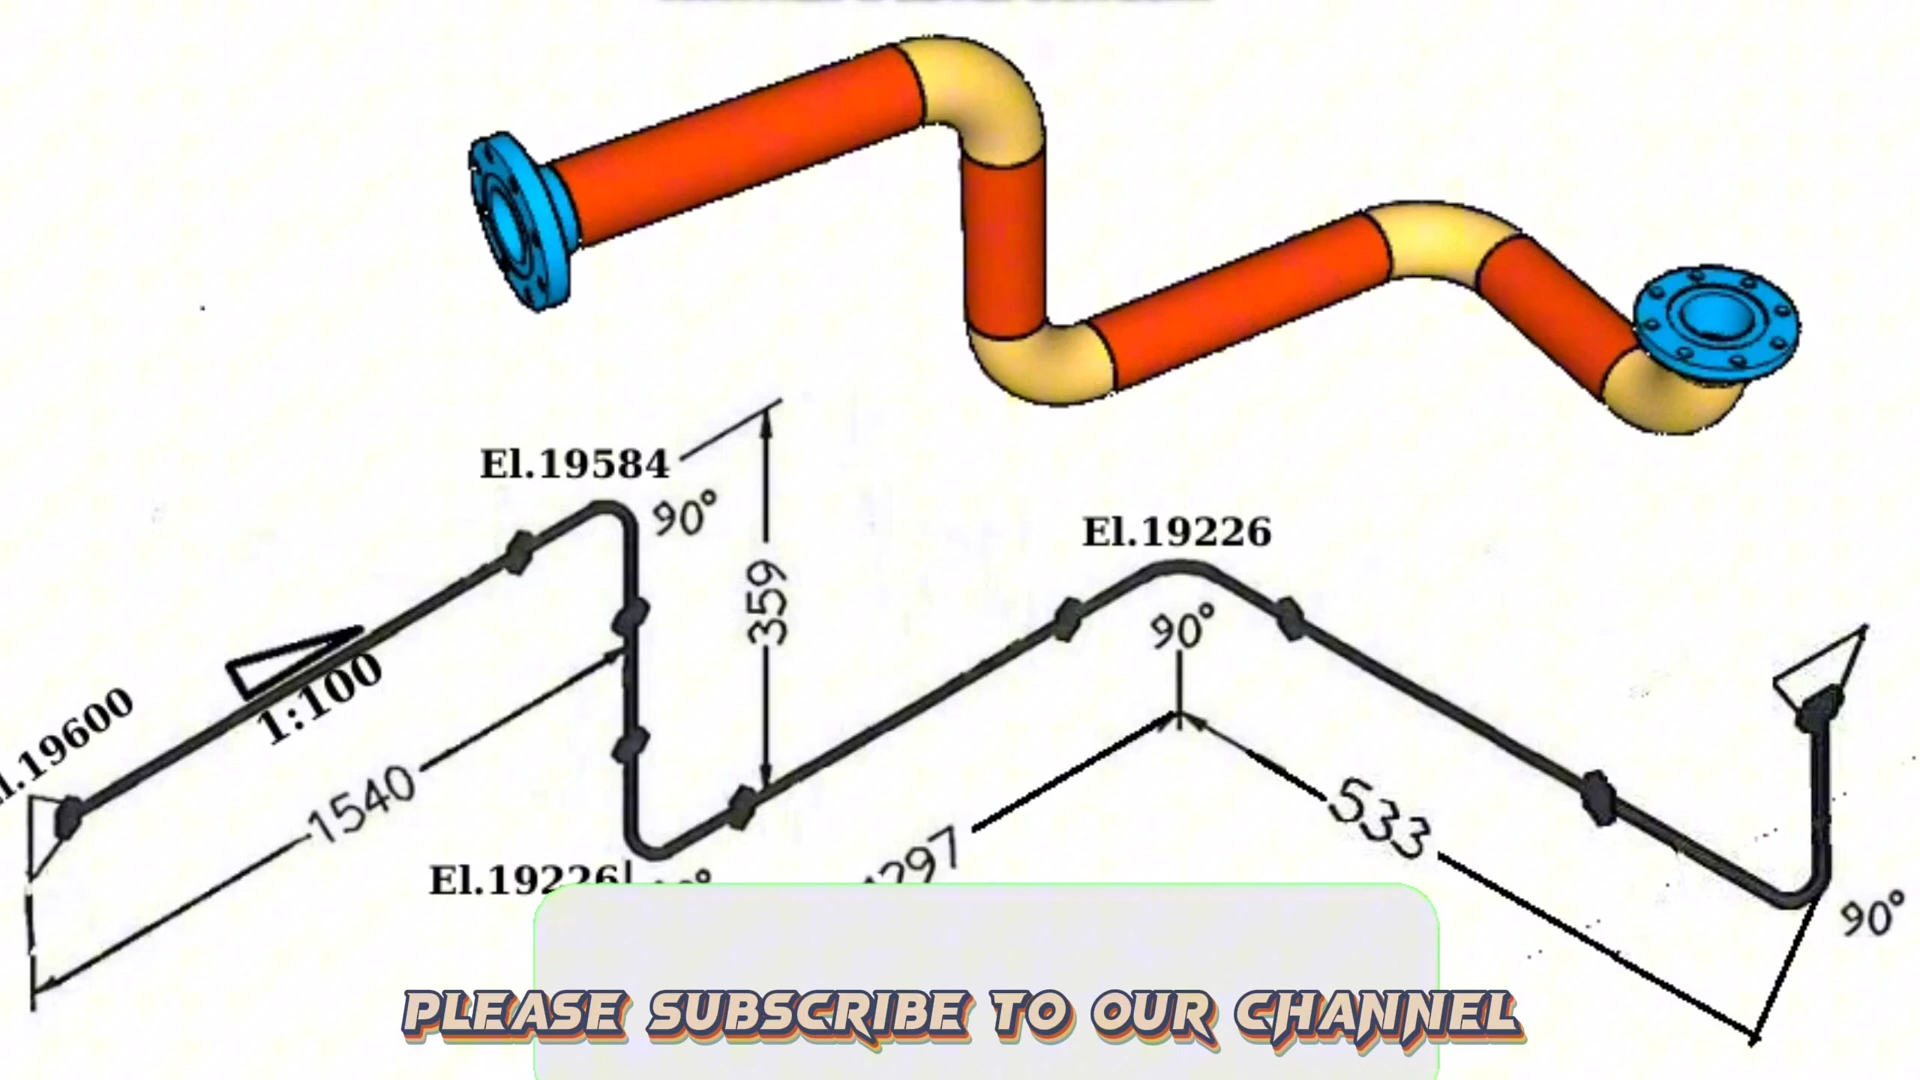 El.19584
90°
El.19226
359
90°
1:100
.19600
1540
533
297
El.19226
90°
PLEASE SUBSCRIBE TO OUR CHANNEL